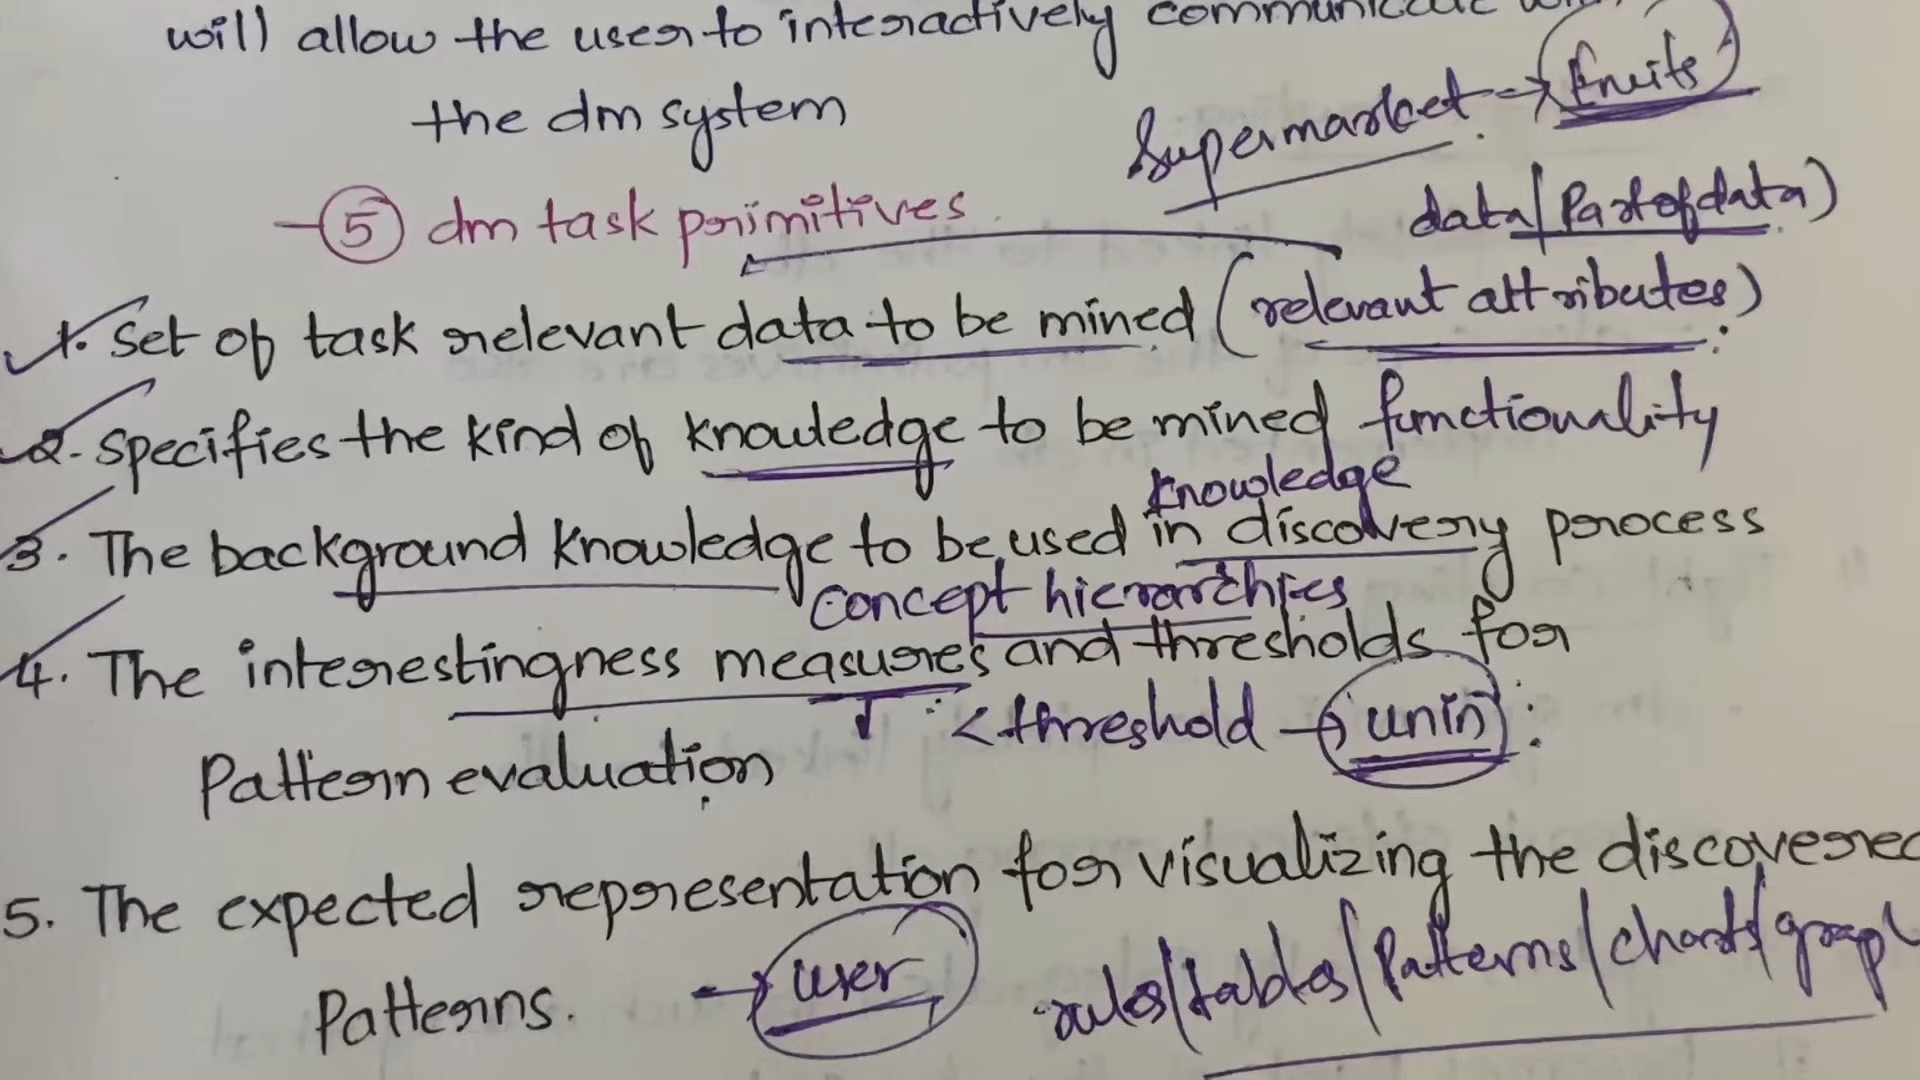 will allow the user to interactively communicate
the dm system
Supermarket → fruits
- 5 dm task primitives
data/Part of data)
1. Set of task relevant data to be mined (relevant attributes)
2. Specifies the kind of knowledge to be mined functionality
knowledge
3. The background knowledge to be used in discovery process
concept hierarchies
4. The interestingness measures and thresholds for
< threshold → unin
Pattern evaluation
5. The expected representation for visualizing the discovered
→ user rules/tables/Patterns/charts/graph
Patterns.